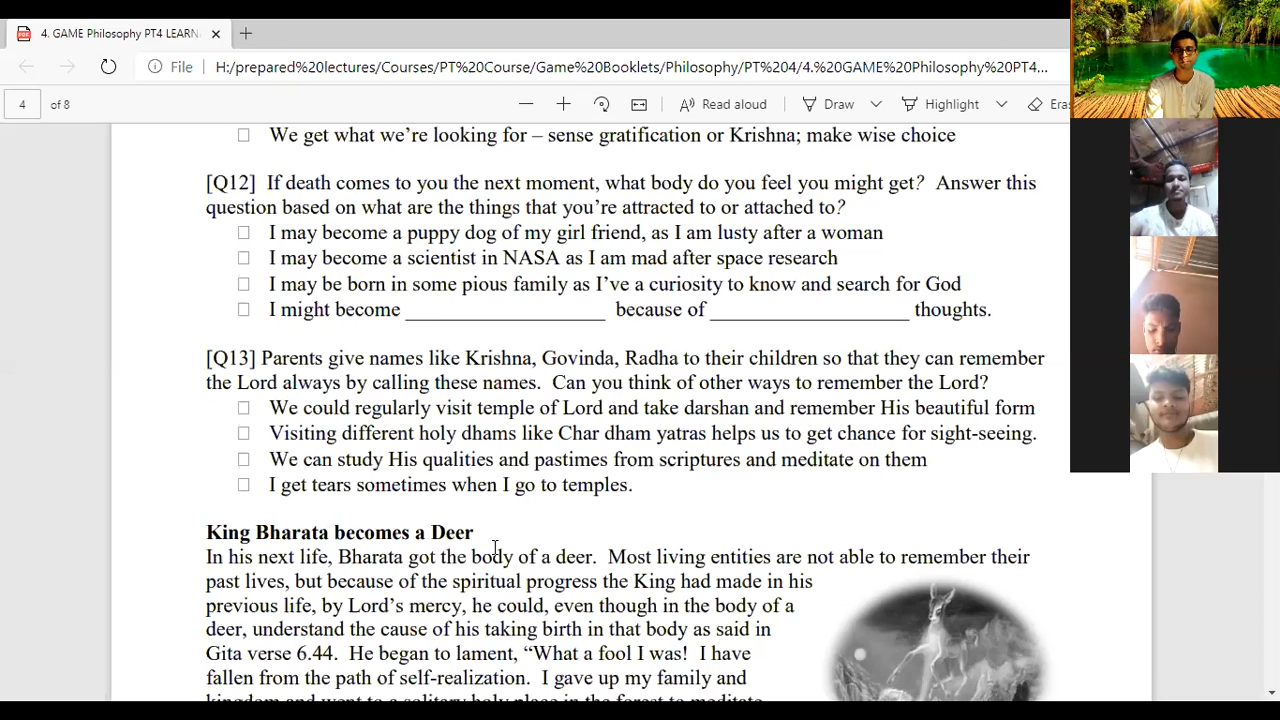 4. GAME Philosophy PT4 LEARN
File
H:/prepared%20lectures/Courses/PT%20Course/Game%20Booklets/Philosophy/PT%204/4.%20GAME%20Philosophy%20PT4...
4 of 8
Read aloud
Draw
Highlight
Eras
We get what we're looking for – sense gratification or Krishna; make wise choice
[Q12] If death comes to you the next moment, what body do you feel you might get? Answer this
question based on what are the things that you're attracted to or attached to?
I may become a puppy dog of my girl friend, as I am lusty after a woman
I may become a scientist in NASA as I am mad after space research
I may be born in some pious family as I've a curiosity to know and search for God
I might become ____________________ because of ____________________ thoughts.
[Q13] Parents give names like Krishna, Govinda, Radha to their children so that they can remember
the Lord always by calling these names. Can you think of other ways to remember the Lord?
We could regularly visit temple of Lord and take darshan and remember His beautiful form
Visiting different holy dhams like Char dham yatras helps us to get chance for sight-seeing.
We can study His qualities and pastimes from scriptures and meditate on them
I get tears sometimes when I go to temples.
King Bharata becomes a Deer
In his next life, Bharata got the body of a deer. Most living entities are not able to remember their
past lives, but because of the spiritual progress the King had made in his
previous life, by Lord's mercy, he could, even though in the body of a
deer, understand the cause of his taking birth in that body as said in
Gita verse 6.44. He began to lament, "What a fool I was! I have
fallen from the path of self-realization. I gave up my family and
kingdom and went to a solitary holy place in the forest to meditate